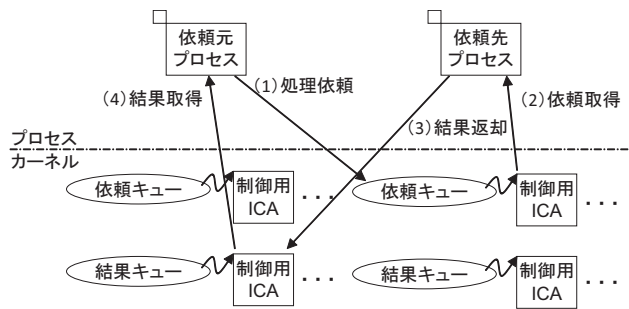 依頼元
プロセス
依頼先
プロセス
(4)結果取得
(1)処理依頼
(2)依頼取得
(3)結果返却
プロセス
カーネル
依頼キュー
制御用
ICA
・・・
依頼キュー
制御用
ICA
・・・
結果キュー
制御用
ICA
・・・
結果キュー
制御用
ICA
・・・